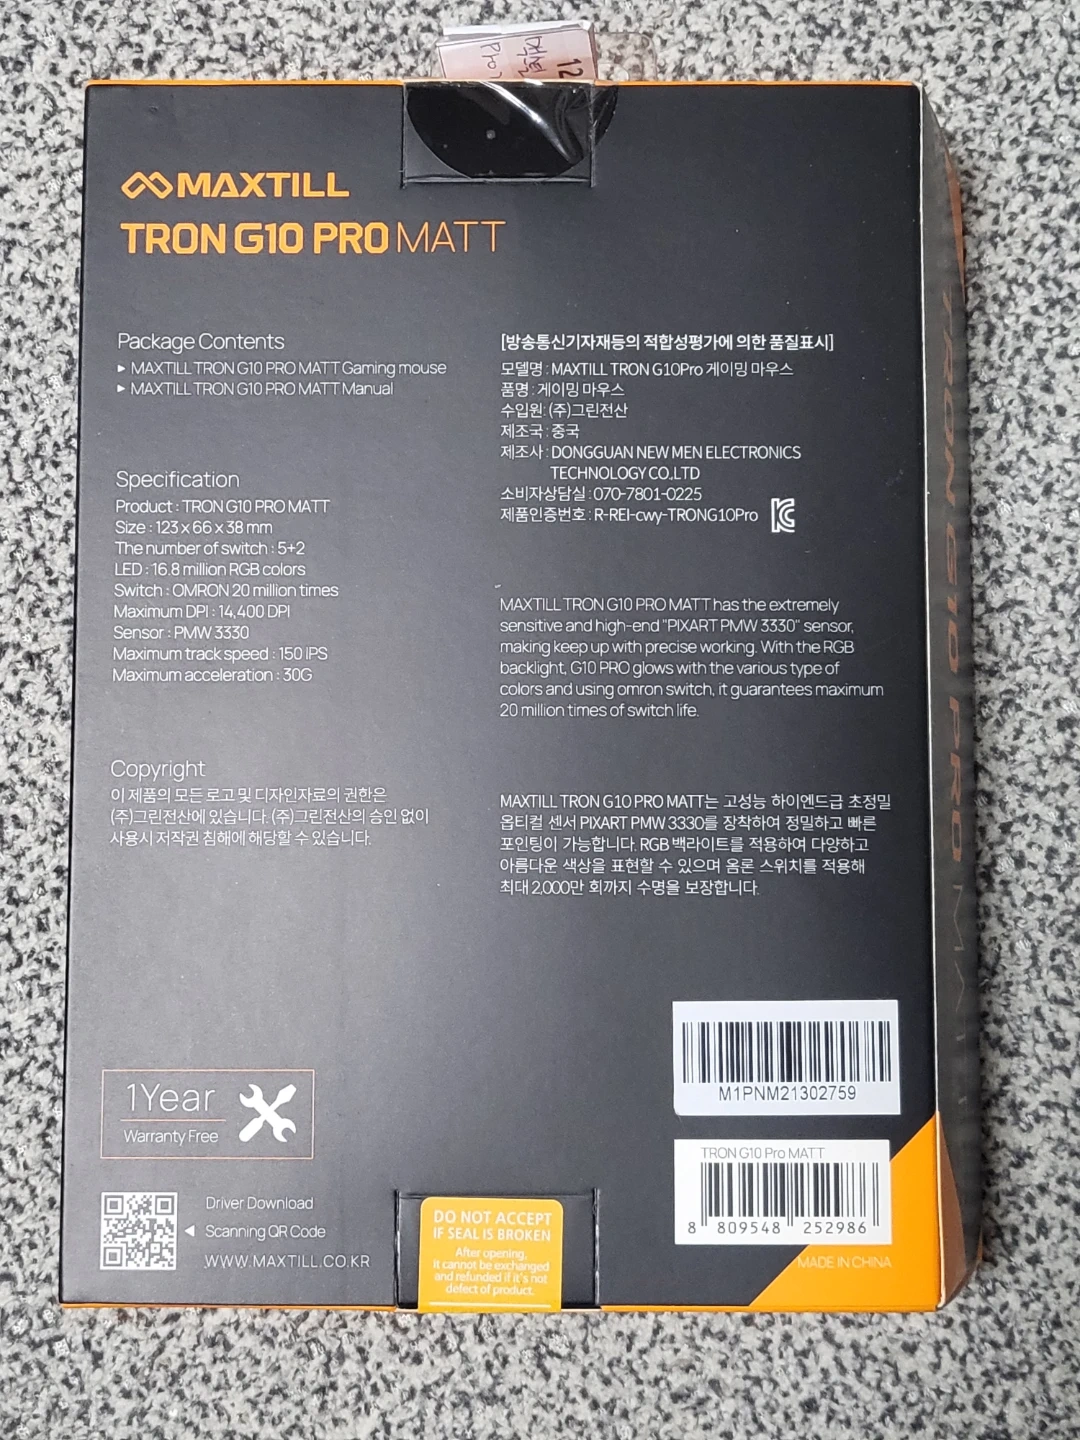 12
MAXTILL
TRON G10 PRO MATT
Package Contents
▸ MAXTILL TRON G10 PRO MATT Gaming mouse
▸ MAXTILL TRON G10 PRO MATT Manual
Specification
Product : TRON G10 PRO MATT
Size : 123 x 66 x 38 mm
The number of switch : 5+2
LED : 16.8 million RGB colors
Switch : OMRON 20 million times
Maximum DPI : 14,400 DPI
Sensor : PMW 3330
Maximum track speed : 150 IPS
Maximum acceleration : 30G
Copyright
이 제품의 모든 로고 및 디자인자료의 권한은
(주)그린전산에 있습니다. (주)그린전산의 승인 없이
사용시 저작권 침해에 해당할 수 있습니다.
[방송통신기자재등의 적합성평가에 의한 품질표시]
모델명 : MAXTILL TRON G10Pro 게이밍 마우스
품명 : 게이밍 마우스
수입원: (주)그린전산
제조국 : 중국
제조사 : DONGGUAN NEW MEN ELECTRONICS
TECHNOLOGY CO.,LTD
소비자상담실 : 070-7801-0225
제품인증번호 : R-REI-cwy-TRONG10Pro
MAXTILL TRON G10 PRO MATT has the extremely
sensitive and high-end "PIXART PMW 3330" sensor,
making keep up with precise working. With the RGB
backlight, G10 PRO glows with the various type of
colors and using omron switch, it guarantees maximum
20 million times of switch life.
MAXTILL TRON G10 PRO MATT는 고성능 하이엔드급 초정밀
옵티컬 센서 PIXART PMW 3330를 장착하여 정밀하고 빠른
포인팅이 가능합니다. RGB 백라이트를 적용하여 다양하고
아름다운 색상을 표현할 수 있으며 옴론 스위치를 적용해
최대 2,000만 회까지 수명을 보장합니다.
1Year
Warranty Free
Driver Download
◀ Scanning QR Code
WWW.MAXTILL.CO.KR
DO NOT ACCEPT
IF SEAL IS BROKEN
After opening,
it cannot be exchanged
and refunded if it's not
defect of product.
M1PNM21302759
TRON G10 Pro MATT
8 809548 252986
MADE IN CHINA
TRON G10 PRO MATT